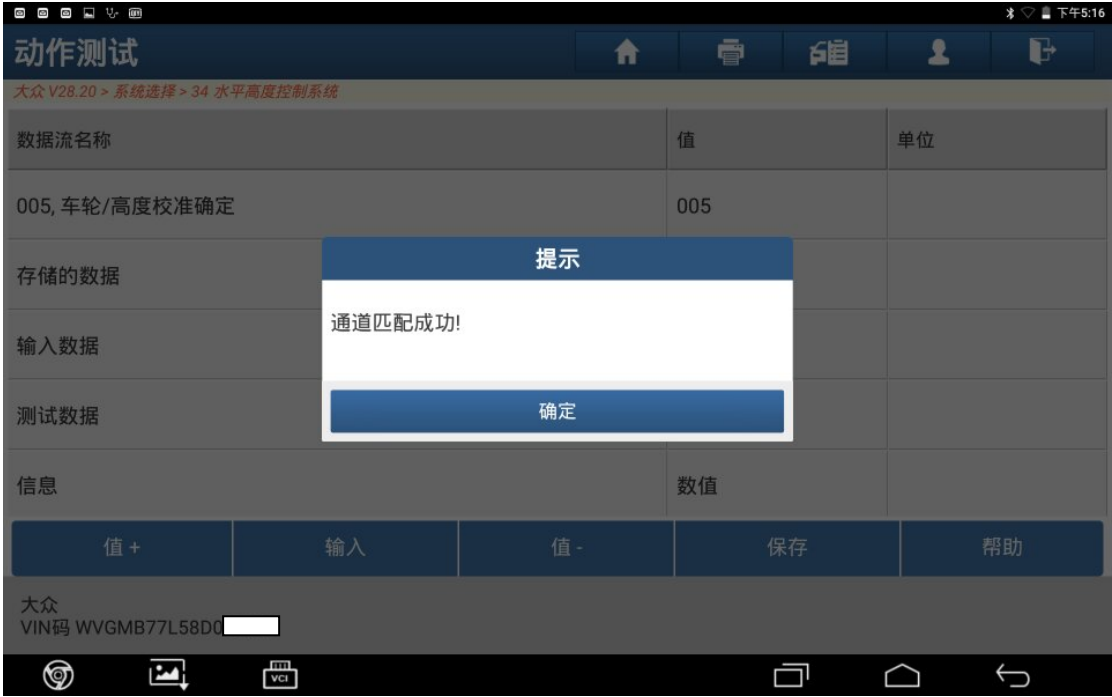 下午5:16
动作测试
大众 V28.20 > 系统选择 > 34 水平高度控制系统
数据流名称 值 单位
005, 车轮/高度校准确定 005
提示
存储的数据
通道匹配成功!
输入数据
确定
测试数据
信息 数值
值 + 输入 值 - 保存 帮助
大众
VIN码 WVGMB77L58D0
VCI